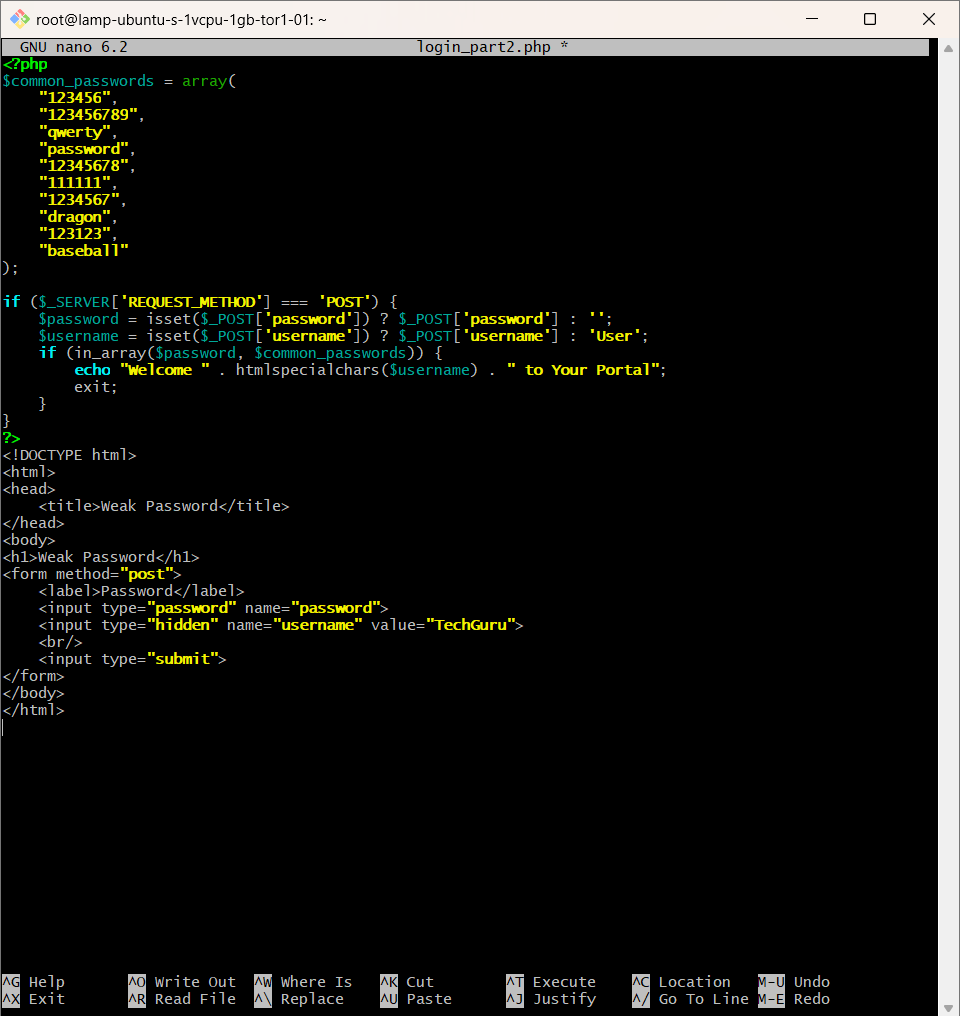 root@lamp-ubuntu-s-1vcpu-1gb-tor1-01: ~
GNU nano 6.2 login_part2.php *
<?php
$common_passwords = array(
    "123456",
    "123456789",
    "qwerty",
    "password",
    "12345678",
    "111111",
    "1234567",
    "dragon",
    "123123",
    "baseball"
);

if ($_SERVER['REQUEST_METHOD'] === 'POST') {
    $password = isset($_POST['password']) ? $_POST['password'] : '';
    $username = isset($_POST['username']) ? $_POST['username'] : 'User';
    if (in_array($password, $common_passwords)) {
        echo "Welcome " . htmlspecialchars($username) . " to Your Portal";
        exit;
    }
}
?>
<!DOCTYPE html>
<html>
<head>
    <title>Weak Password</title>
</head>
<body>
<h1>Weak Password</h1>
<form method="post">
    <label>Password</label>
    <input type="password" name="password">
    <input type="hidden" name="username" value="TechGuru">
    <br/>
    <input type="submit">
</form>
</body>
</html>
^G Help ^O Write Out ^W Where Is ^K Cut ^T Execute ^C Location M-U Undo
^X Exit ^R Read File ^\ Replace ^U Paste ^J Justify ^/ Go To Line M-E Redo